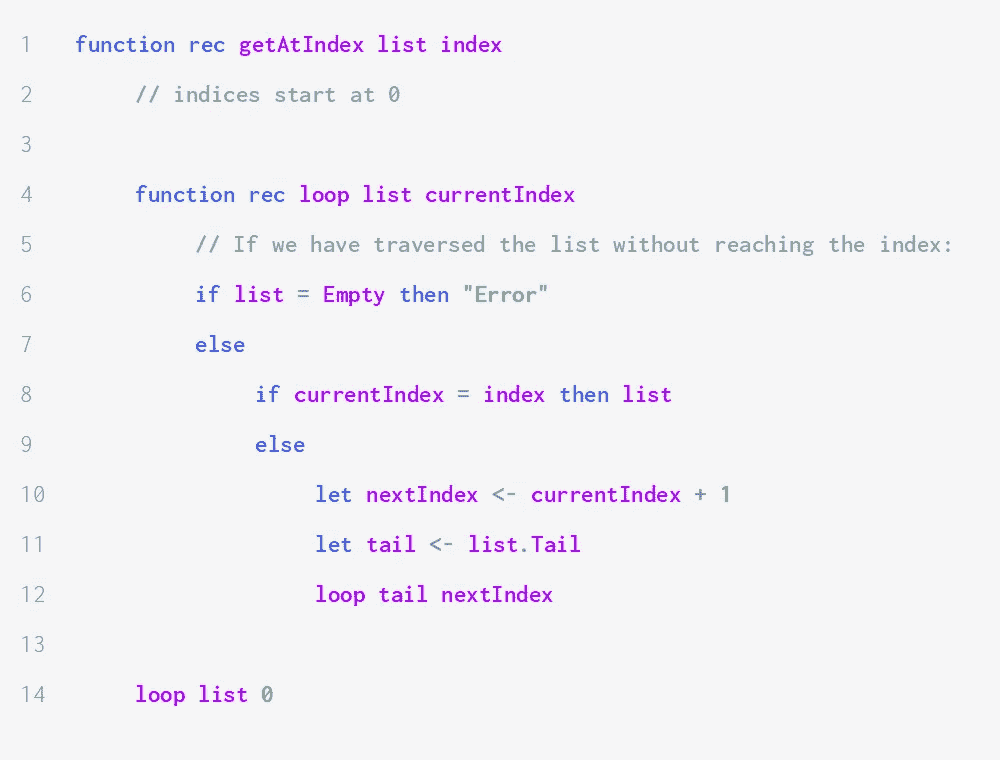 1 function rec getAtIndex list index
2 // indices start at 0
3
4 function rec loop list currentIndex
5 // If we have traversed the list without reaching the index:
6 if list = Empty then "Error"
7 else
8 if currentIndex = index then list
9 else
10 let nextIndex <- currentIndex + 1
11 let tail <- list.Tail
12 loop tail nextIndex
13
14 loop list 0